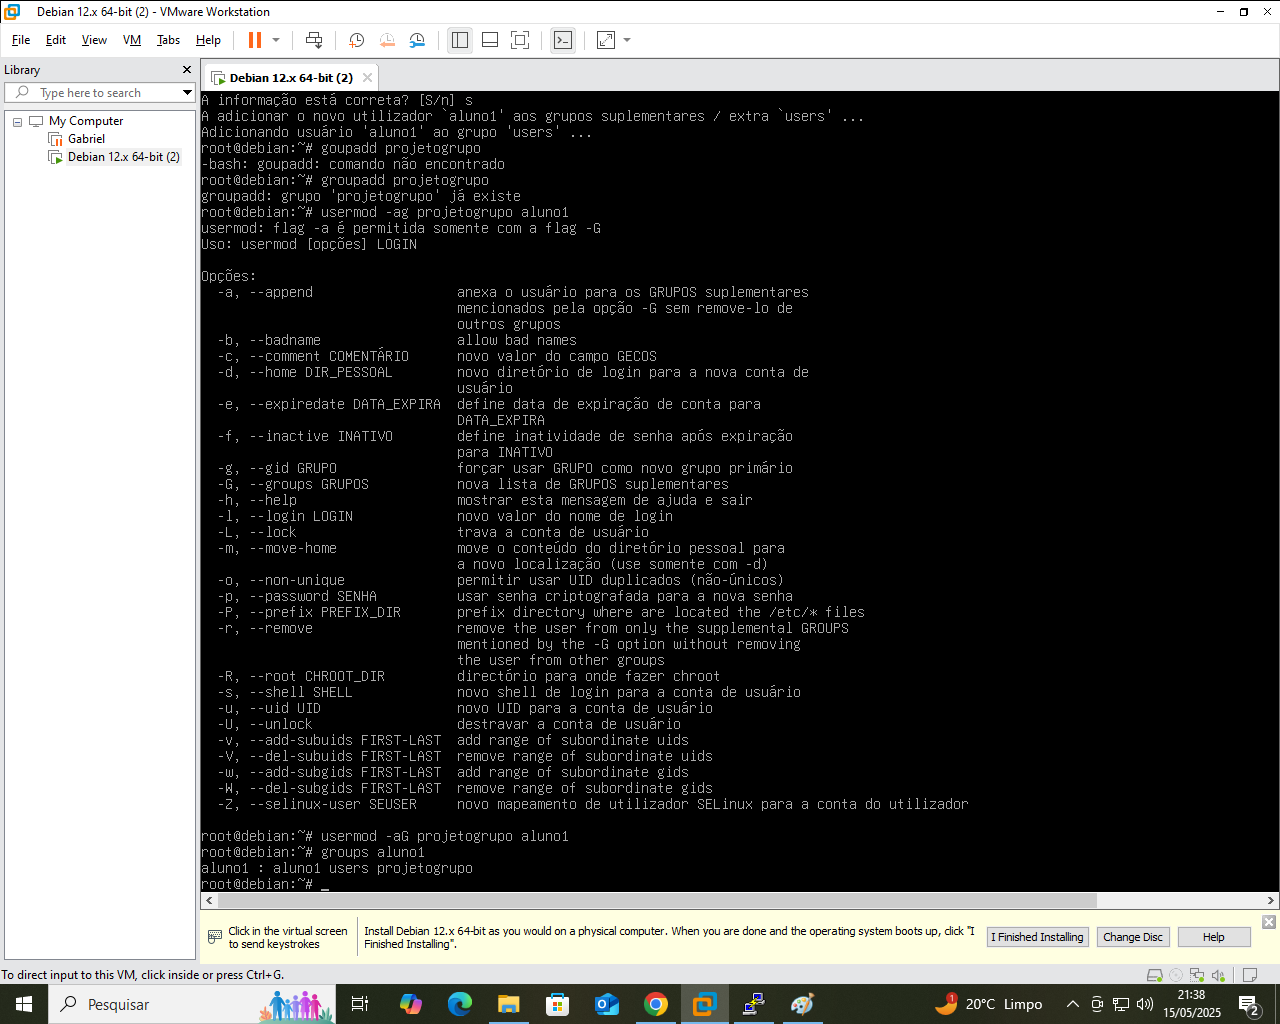 Debian 12.x 64-bit (2) - VMware Workstation
File Edit View VM Tabs Help
Library
Type here to search
My Computer
Gabriel
Debian 12.x 64-bit (2)
Debian 12.x 64-bit (2)
A informação está correta? [S/n] s
A adicionar o novo utilizador `aluno1' aos grupos suplementares / extra `users' ...
Adicionando usuário 'aluno1' ao grupo 'users' ...
root@debian:~# goupadd projetogrupo
-bash: goupadd: comando não encontrado
root@debian:~# groupadd projetogrupo
groupadd: grupo 'projetogrupo' já existe
root@debian:~# usermod -ag projetogrupo aluno1
usermod: flag -a é permitida somente com a flag -G
Uso: usermod [opções] LOGIN
Opções:
-a, --append anexa o usuário para os GRUPOS suplementares
mencionados pela opção -G sem remove-lo de
outros grupos
-b, --badname allow bad names
-c, --comment COMENTÁRIO novo valor do campo GECOS
-d, --home DIR_PESSOAL novo diretório de login para a nova conta de
usuário
-e, --expiredate DATA_EXPIRA define data de expiração de conta para
DATA_EXPIRA
-f, --inactive INATIVO define inatividade de senha após expiração
para INATIVO
-g, --gid GRUPO forçar usar GRUPO como novo grupo primário
-G, --groups GRUPOS nova lista de GRUPOS suplementares
-h, --help mostrar esta mensagem de ajuda e sair
-l, --login LOGIN novo valor do nome de login
-L, --lock trava a conta de usuário
-m, --move-home move o conteúdo do diretório pessoal para
a novo localização (use somente com -d)
-o, --non-unique permitir usar UID duplicados (não-únicos)
-p, --password SENHA usar senha criptografada para a nova senha
-P, --prefix PREFIX_DIR prefix directory where are located the /etc/* files
-r, --remove remove the user from only the supplemental GROUPS
mentioned by the -G option without removing
the user from other groups
-R, --root CHROOT_DIR directório para onde fazer chroot
-s, --shell SHELL novo shell de login para a conta de usuário
-u, --uid UID novo UID para a conta de usuário
-U, --unlock destravar a conta de usuário
-v, --add-subuids FIRST-LAST add range of subordinate uids
-V, --del-subuids FIRST-LAST remove range of subordinate uids
-w, --add-subgids FIRST-LAST add range of subordinate gids
-W, --del-subgids FIRST-LAST remove range of subordinate gids
-Z, --selinux-user SEUSER novo mapeamento de utilizador SELinux para a conta do utilizador
root@debian:~# usermod -aG projetogrupo aluno1
root@debian:~# groups aluno1
aluno1 : aluno1 users projetogrupo
root@debian:~# _
Click in the virtual screen
to send keystrokes
Install Debian 12.x 64-bit as you would on a physical computer. When you are done and the operating system boots up, click "I
Finished Installing".
I Finished Installing Change Disc Help
To direct input to this VM, click inside or press Ctrl+G.
Pesquisar
1
20°C Limpo
21:38
15/05/2025
2